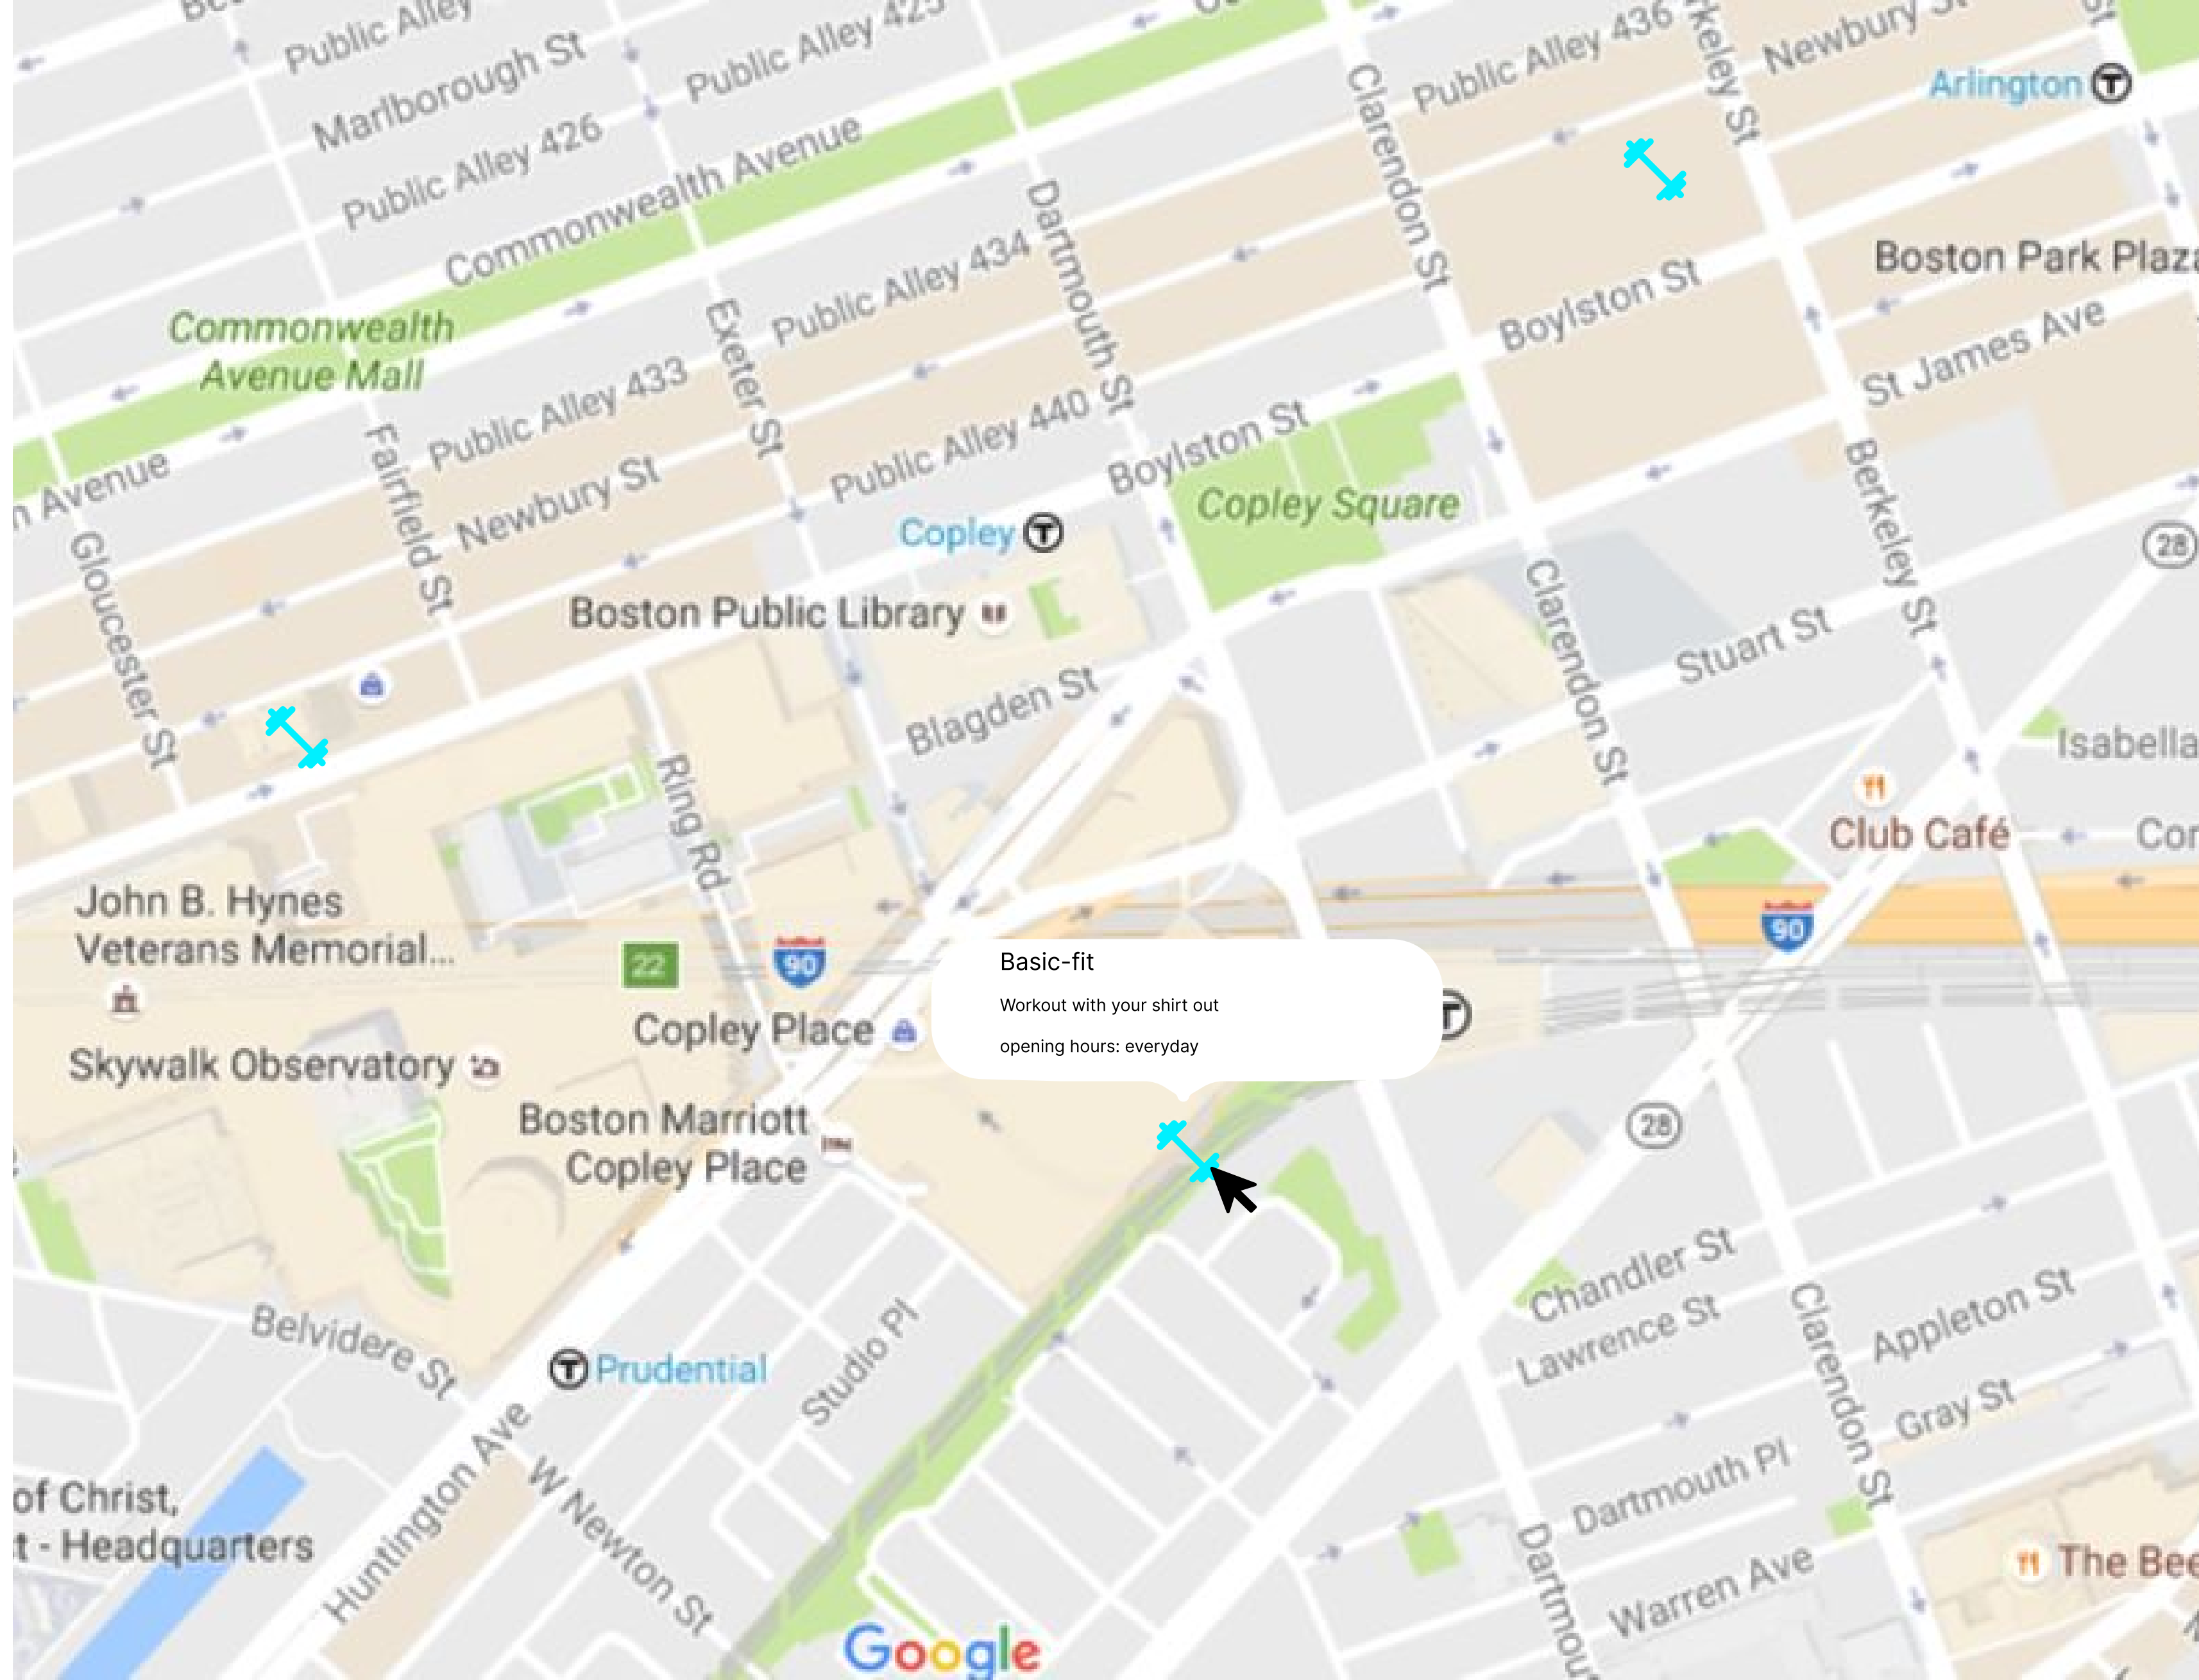 Public Alley
Marlborough St
Public Alley 426
Public Alley 425
Commonwealth Avenue
Clarendon St
Public Alley 436
Newbury St
Arlington T
Commonwealth
Avenue Mall
Public Alley 433
Public Alley 434
Exeter St
Dartmouth St
Boylston St
Boston Park Plaza
St James Ave
n Avenue
Fairfield St
Newbury St
Public Alley 440
Boylston St
Copley T
Copley Square
Berkeley St
28
Gloucester St
Boston Public Library
Blagden St
Clarendon St
Stuart St
Isabella
Ring Rd
Club Café
Cor
John B. Hynes
Veterans Memorial...
22
90
90
Basic-fit
Workout with your shirt out
opening hours: everyday
T
Copley Place
Skywalk Observatory
Boston Marriott
Copley Place
28
Chandler St
Lawrence St
Appleton St
Belvidere St
T Prudential
Studio Pl
Clarendon St
Gray St
Huntington Ave
W Newton St
Dartmouth Pl
of Christ,
t - Headquarters
Dartmou
Warren Ave
The Bee
Google